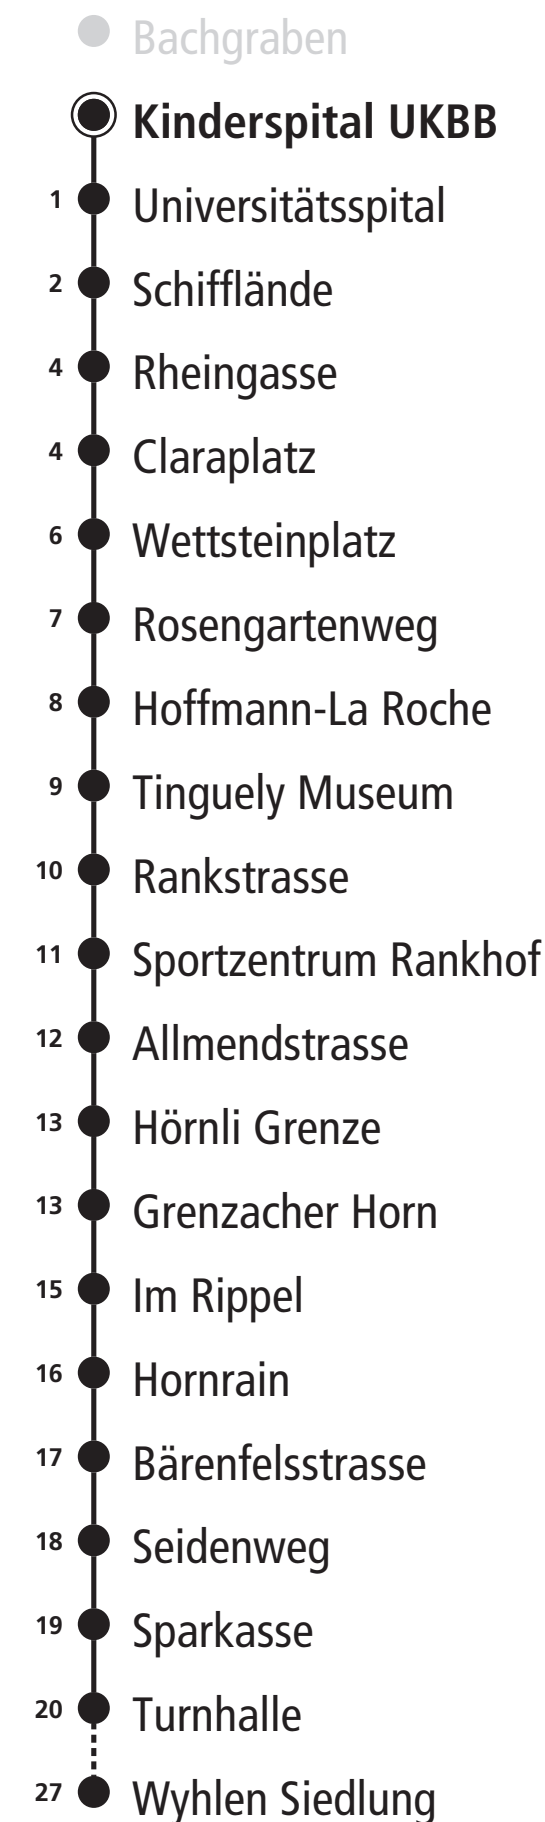 Bachgraben
Kinderspital UKBB
1 Universitätsspital
2 Schifflände
4 Rheingasse
4 Claraplatz
6 Wettsteinplatz
7 Rosengartenweg
8 Hoffmann-La Roche
9 Tinguely Museum
10 Rankstrasse
11 Sportzentrum Rankhof
12 Allmendstrasse
13 Hörnli Grenze
13 Grenzacher Horn
15 Im Rippel
16 Hornrain
17 Bärenfelsstrasse
18 Seidenweg
19 Sparkasse
20 Turnhalle
27 Wyhlen Siedlung